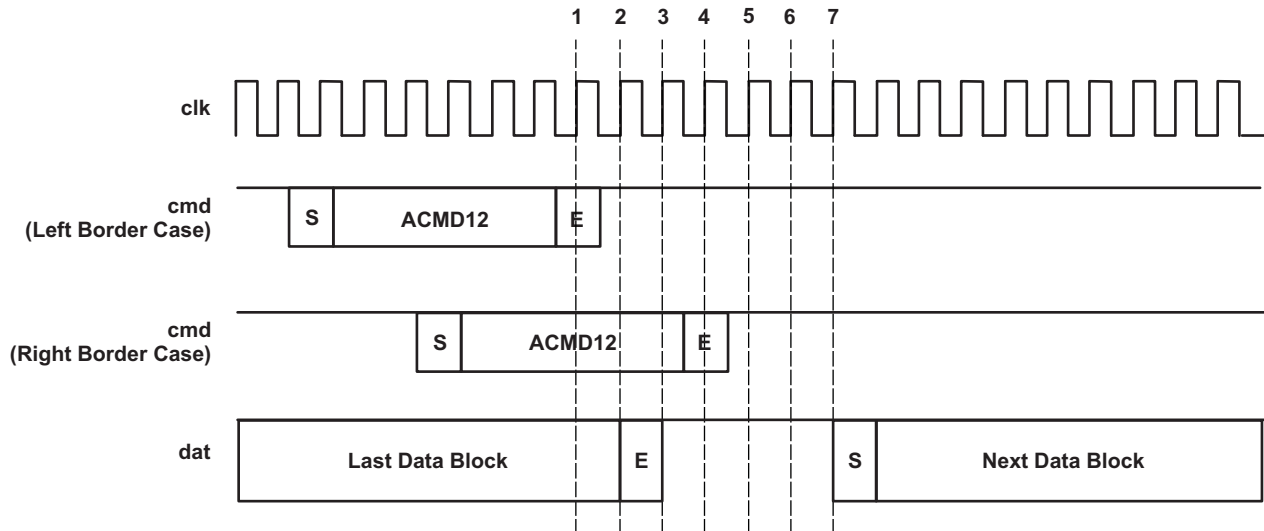 1 2 3 4 5 6 7
clk
cmd
(Left Border Case)
S ACMD12 E
cmd
(Right Border Case)
S ACMD12 E
dat
Last Data Block E S Next Data Block